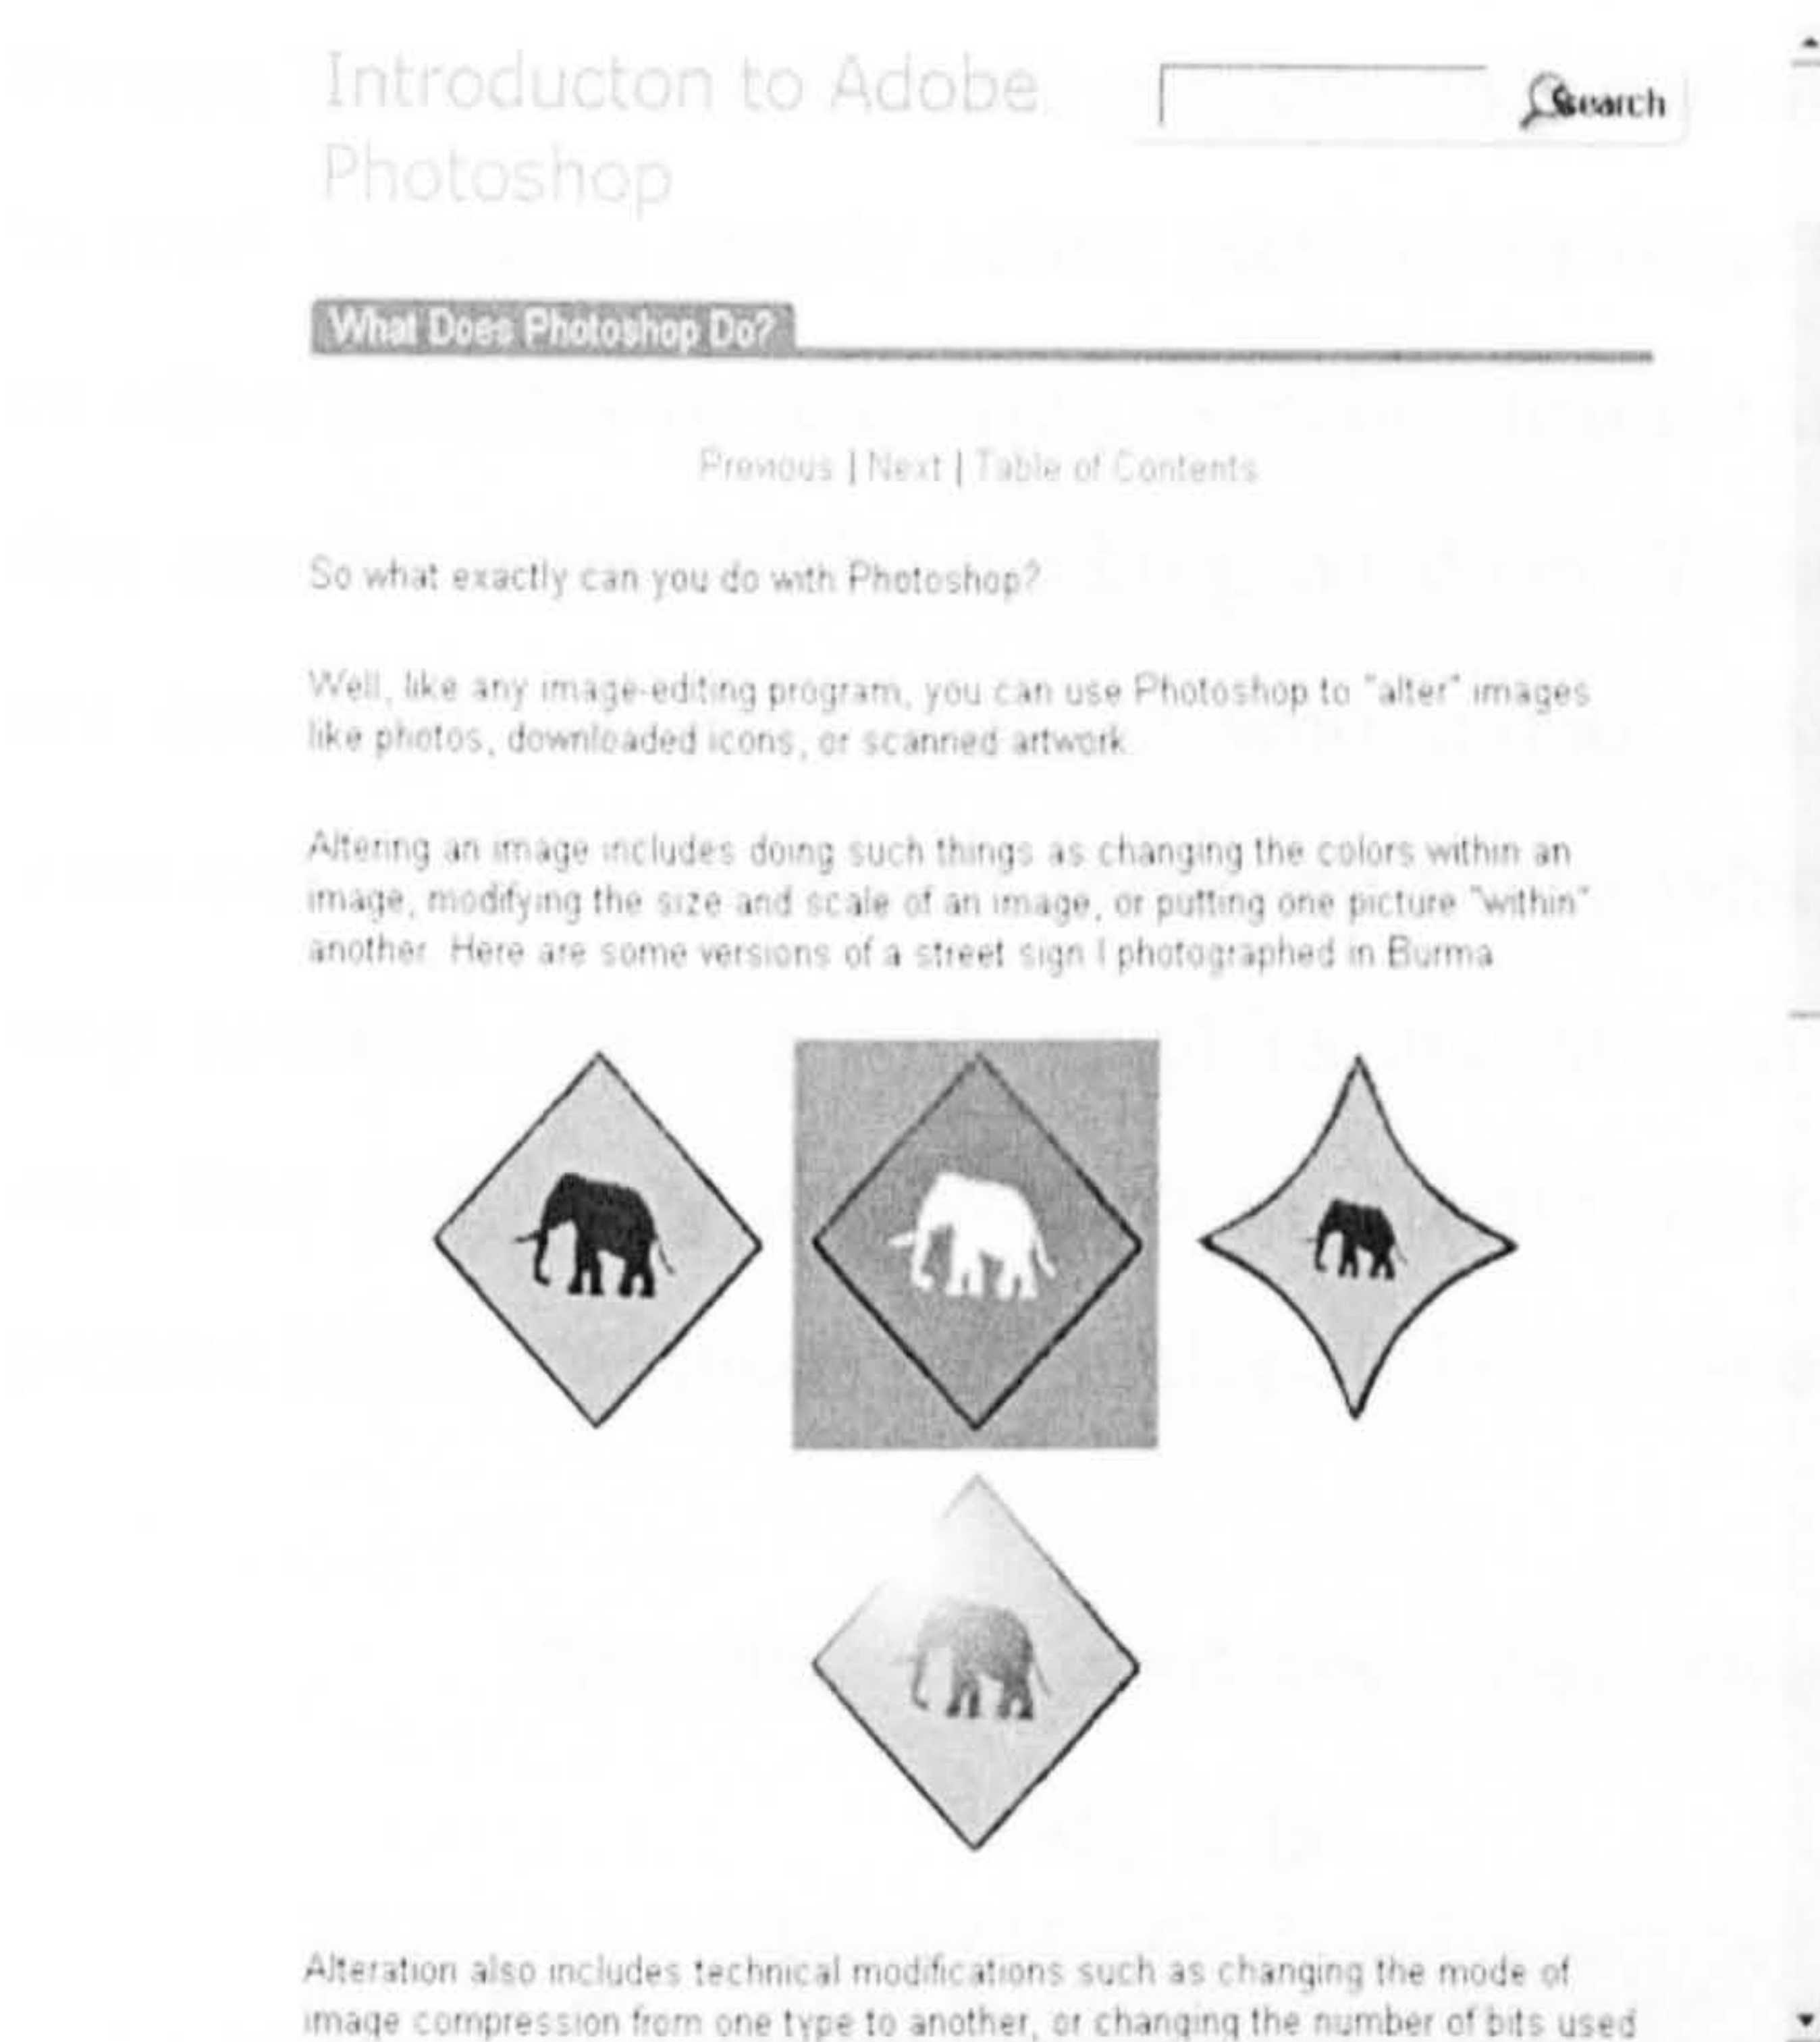 Introducton to Adobe
Photoshop
Search
What Does Photoshop Do?
Previous | Next | Table of Contents
So what exactly can you do with Photoshop?
Well, like any image-editing program, you can use Photoshop to "alter" images
like photos, downloaded icons, or scanned artwork.
Altering an image includes doing such things as changing the colors within an
image, modifying the size and scale of an image, or putting one picture "within"
another. Here are some versions of a street sign I photographed in Burma
Alteration also includes technical modifications such as changing the mode of
image compression from one type to another, or changing the number of bits used